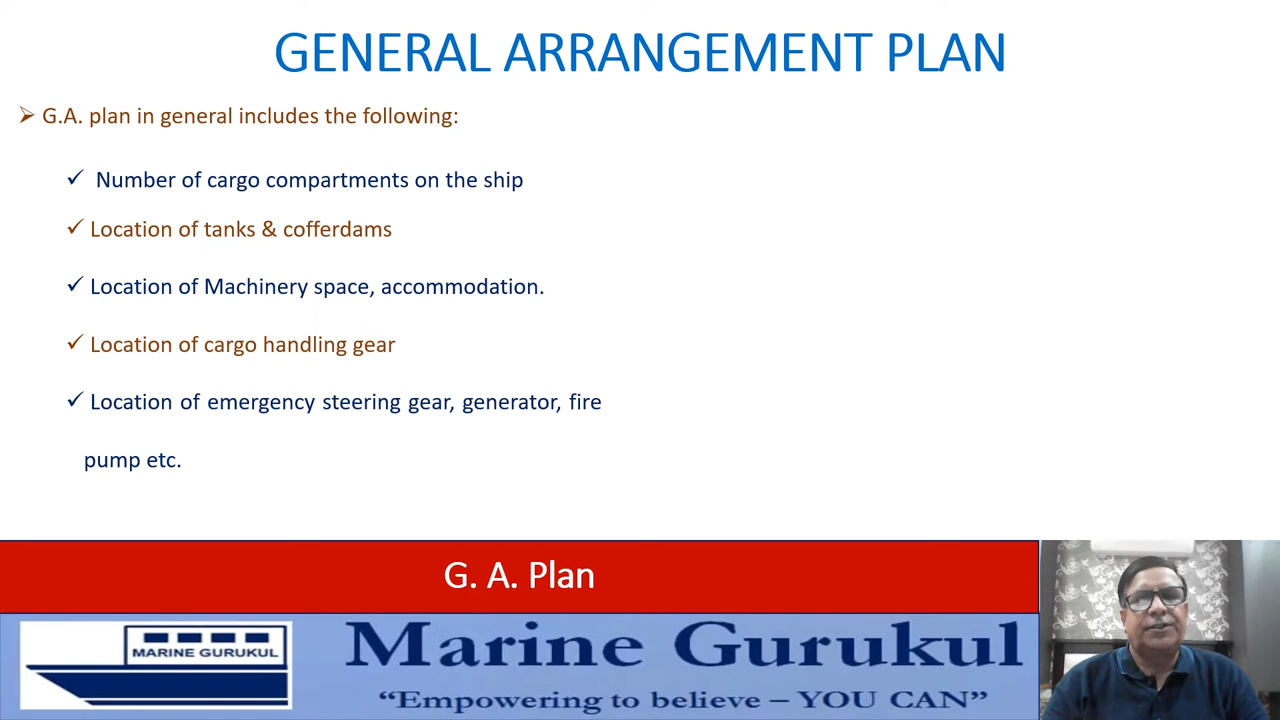 GENERAL ARRANGEMENT PLAN
➢ G.A. plan in general includes the following:
✓ Number of cargo compartments on the ship
✓ Location of tanks & cofferdams
✓ Location of Machinery space, accommodation.
✓ Location of cargo handling gear
✓ Location of emergency steering gear, generator, fire
pump etc.
G. A. Plan
MARINE GURUKUL
Marine Gurukul
“Empowering to believe – YOU CAN”